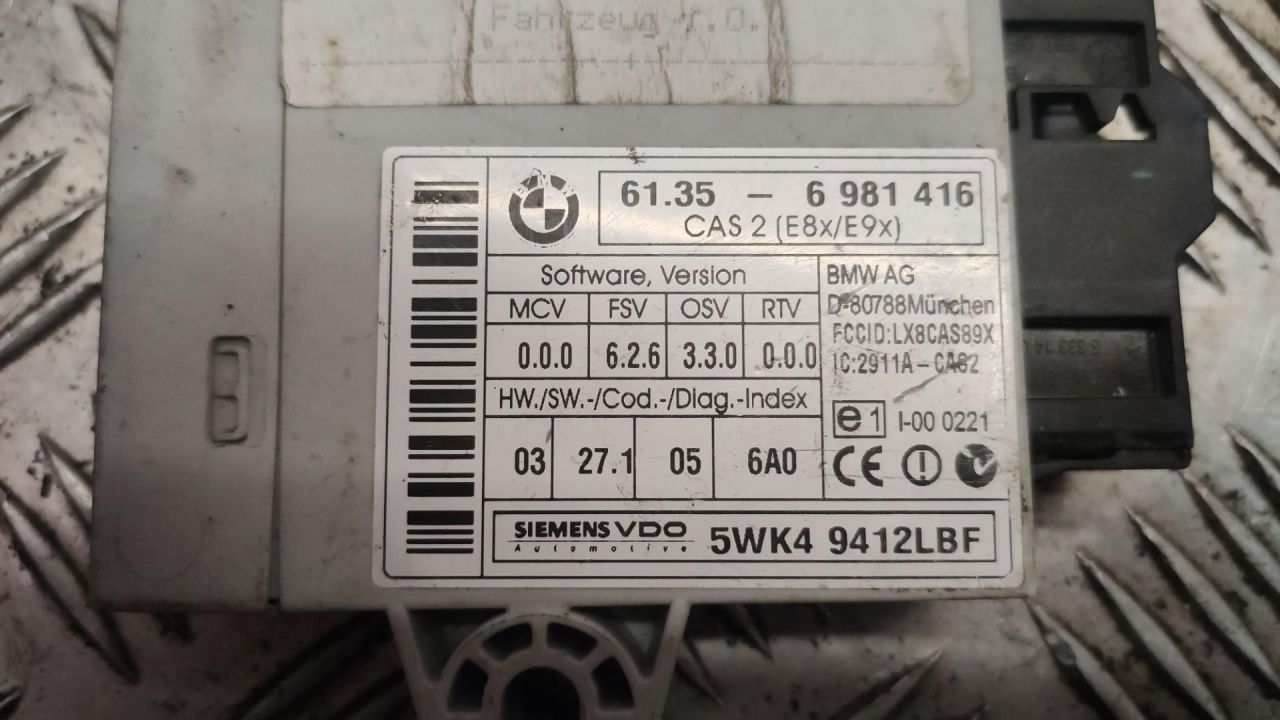 Fahrzeug i.O.
BMW
61.35 – 6 981 416
CAS 2 (E8x/E9x)
Software, Version
MCV FSV OSV RTV
0.0.0 6.2.6 3.3.0 0.0.0
HW./SW.-/Cod.-/Diag.-Index
03 27.1 05 6A0
BMW AG
D-80788München
FCCID:LX8CAS89X
IC:2911A-CAS2
e1 I-00 0221
CE
SIEMENS VDO
Automotive
5WK4 9412LBF